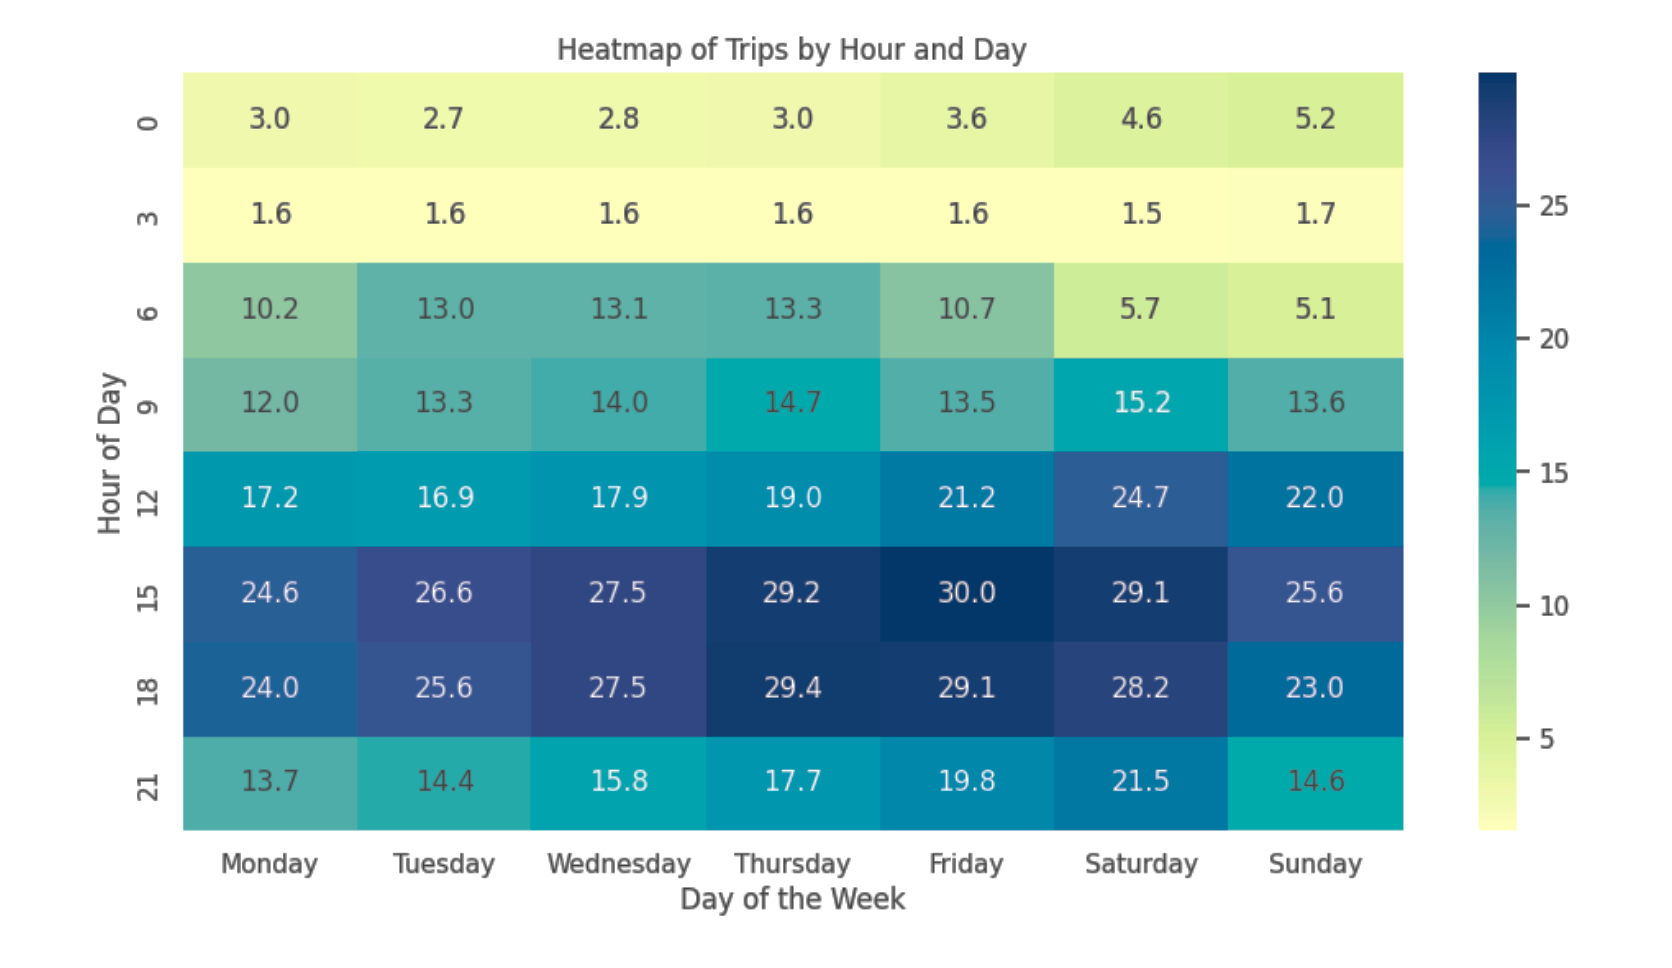 Heatmap of Trips by Hour and Day
0 3.0 2.7 2.8 3.0 3.6 4.6 5.2
3 1.6 1.6 1.6 1.6 1.6 1.5 1.7
6 10.2 13.0 13.1 13.3 10.7 5.7 5.1
9 12.0 13.3 14.0 14.7 13.5 15.2 13.6
12 17.2 16.9 17.9 19.0 21.2 24.7 22.0
15 24.6 26.6 27.5 29.2 30.0 29.1 25.6
18 24.0 25.6 27.5 29.4 29.1 28.2 23.0
21 13.7 14.4 15.8 17.7 19.8 21.5 14.6
Hour of Day
Monday Tuesday Wednesday Thursday Friday Saturday Sunday
Day of the Week
25
20
15
10
5